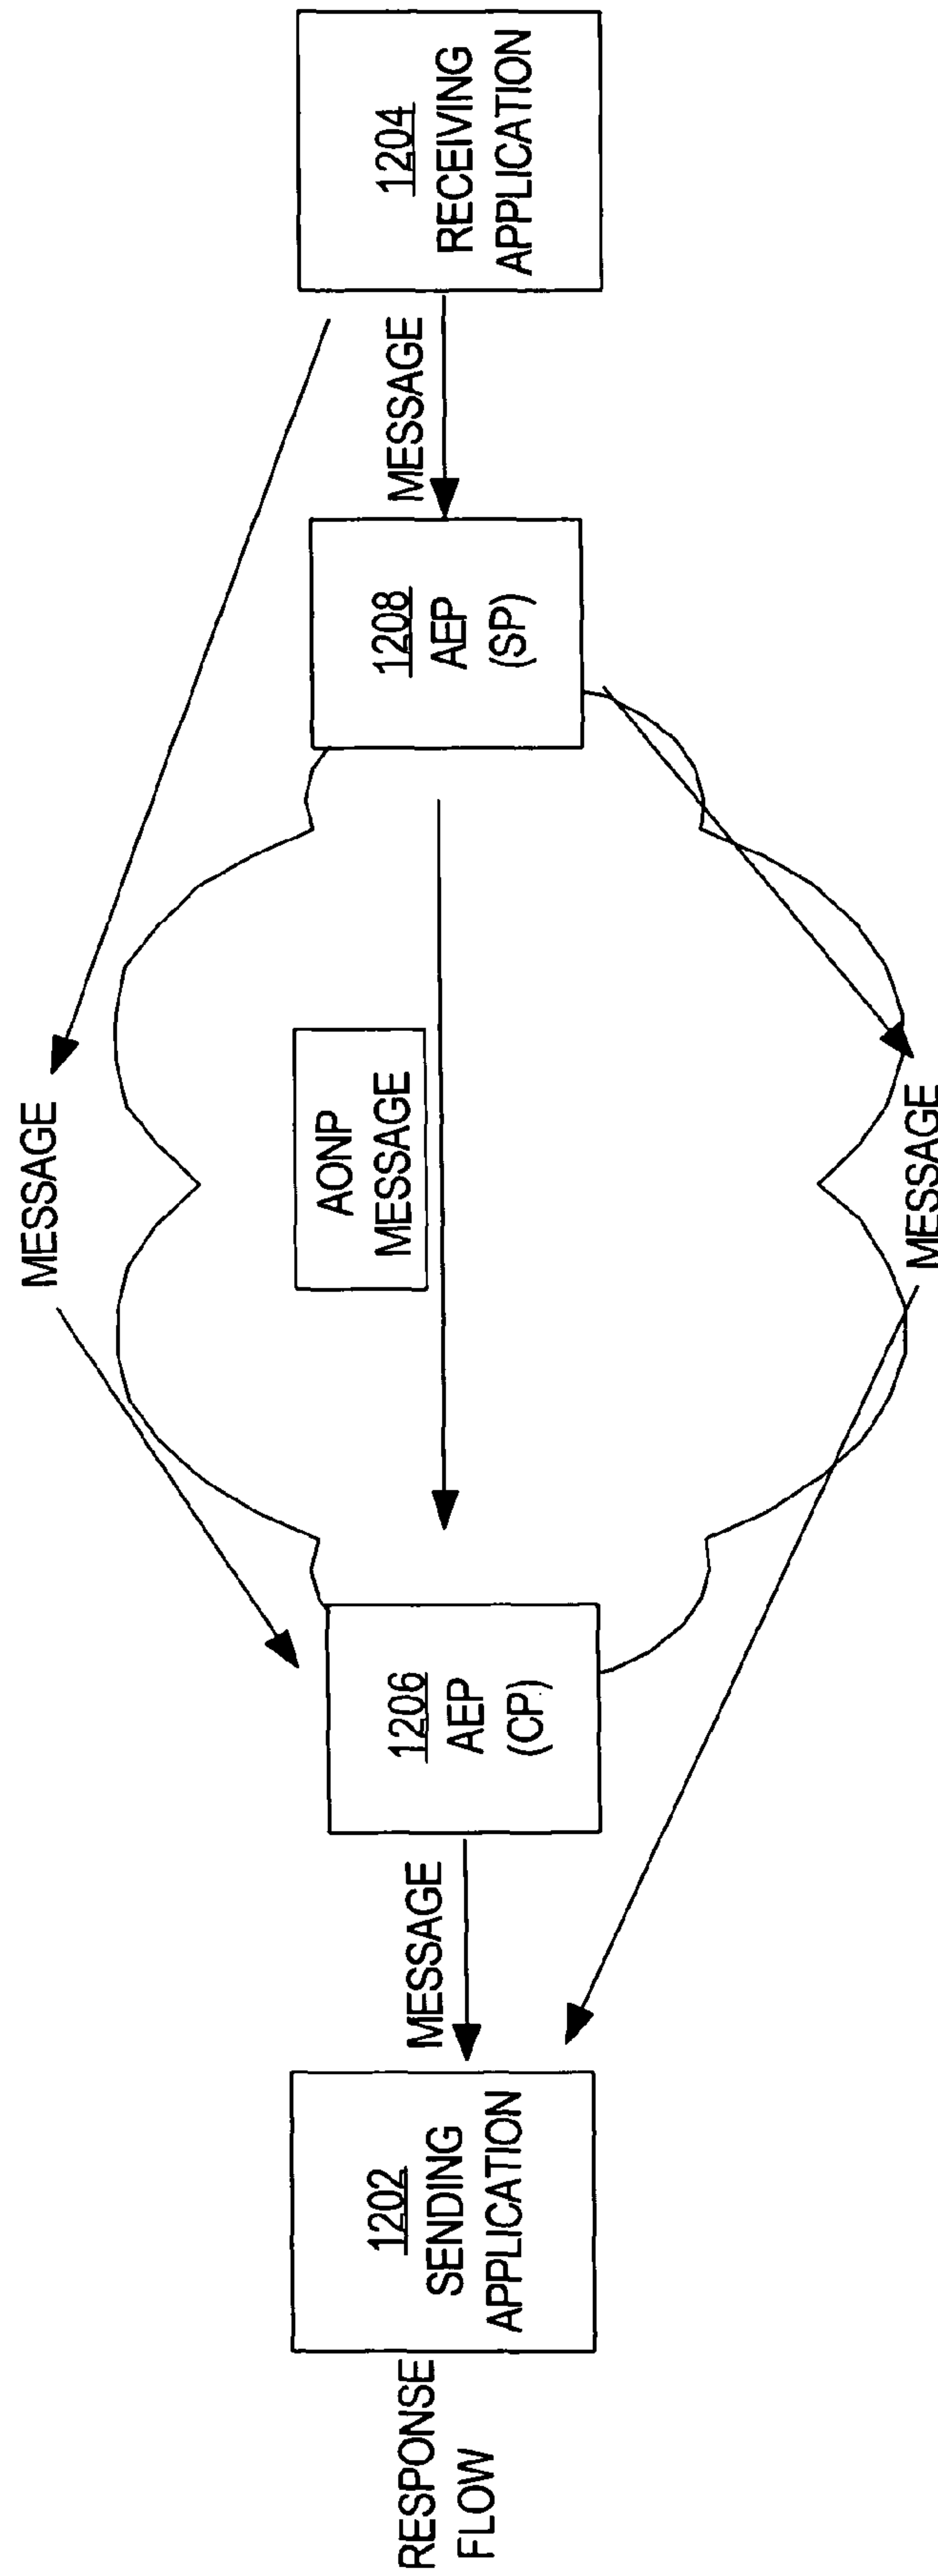 MESSAGE
RESPONSE
FLOW
1202
SENDING
APPLICATION
MESSAGE
1206
AEP
(CP)
AONP
MESSAGE
1208
AEP
(SP)
MESSAGE
1204
RECEIVING
APPLICATION
MESSAGE